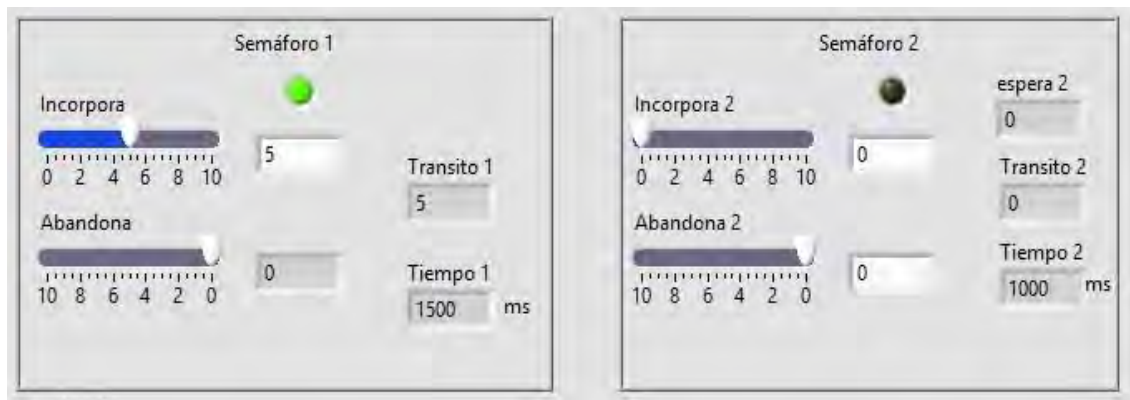 Semáforo 1
Incorpora
5
0 2 4 6 8 10
Transito 1
5
Abandona
0
10 8 6 4 2 0
Tiempo 1
1500 ms
Semáforo 2
espera 2
0
Incorpora 2
0
0 2 4 6 8 10
Transito 2
0
Abandona 2
0
10 8 6 4 2 0
Tiempo 2
1000 ms